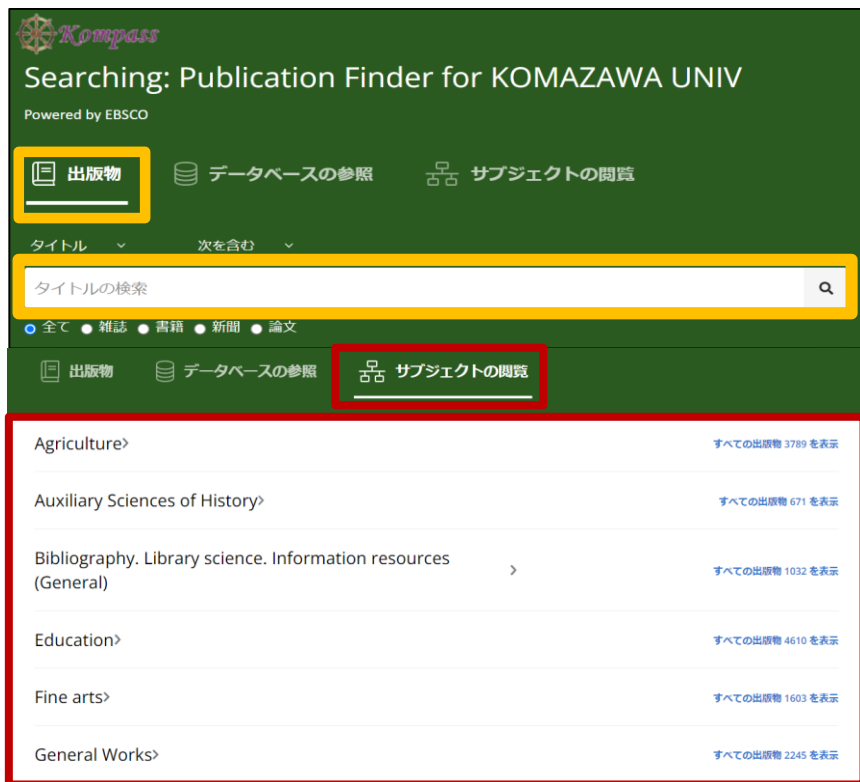 Kompass
Searching: Publication Finder for KOMAZAWA UNIV
Powered by EBSCO
出版物 データベースの参照 サブジェクトの閲覧
タイトル 次を含む
タイトルの検索
全て 雑誌 書籍 新聞 論文
出版物 データベースの参照 サブジェクトの閲覧
Agriculture> すべての出版物 3789 を表示
Auxiliary Sciences of History> すべての出版物 671 を表示
Bibliography. Library science. Information resources
(General) > すべての出版物 1032 を表示
Education> すべての出版物 4610 を表示
Fine arts> すべての出版物 1603 を表示
General Works> すべての出版物 2245 を表示